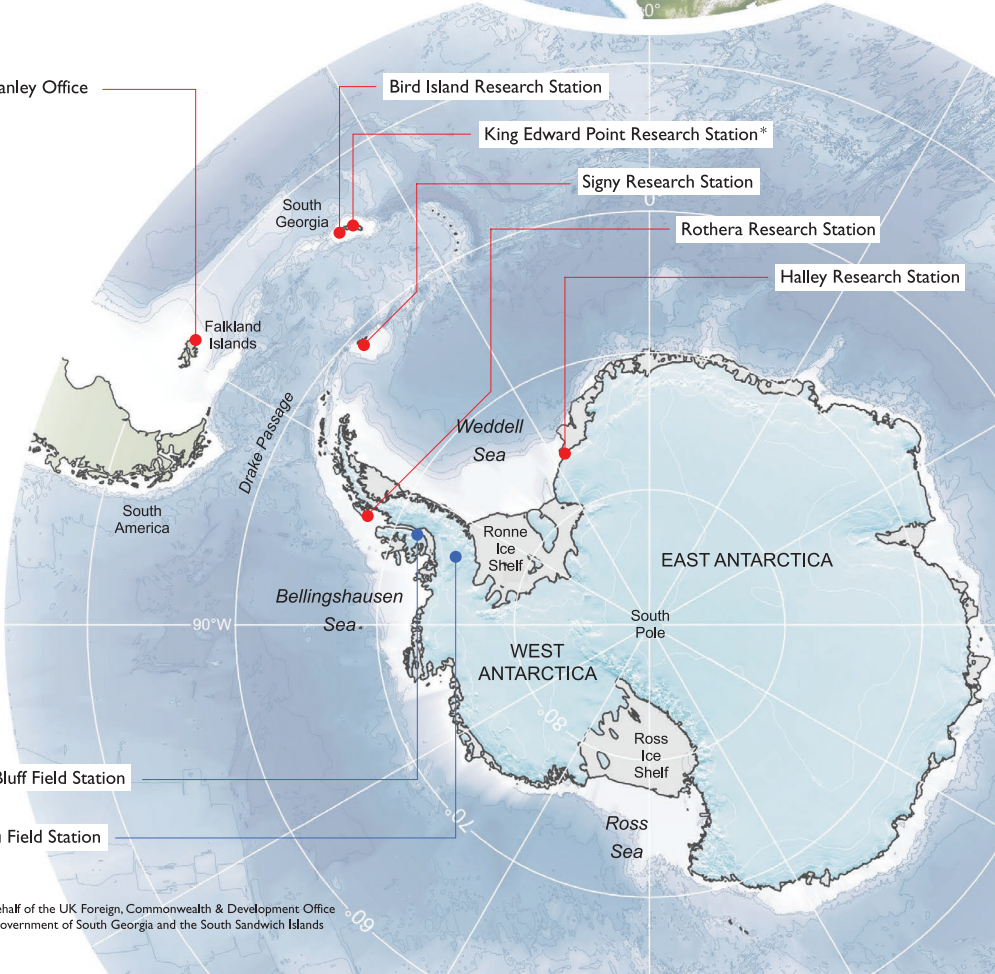 0°
anley Office
Bird Island Research Station
King Edward Point Research Station*
Signy Research Station
Rothera Research Station
Halley Research Station
South
Georgia
0°
Falkland
Islands
Drake Passage
Weddell
Sea
South
America
Ronne
Ice
Shelf
EAST ANTARCTICA
Bellingshausen
Sea
90°W
South
Pole
WEST
ANTARCTICA
80°
Ross
Ice
Shelf
Bluff Field Station
70°
Field Station
Ross
Sea
ehalf of the UK Foreign, Commonwealth & Development Office
overnment of South Georgia and the South Sandwich Islands
60°